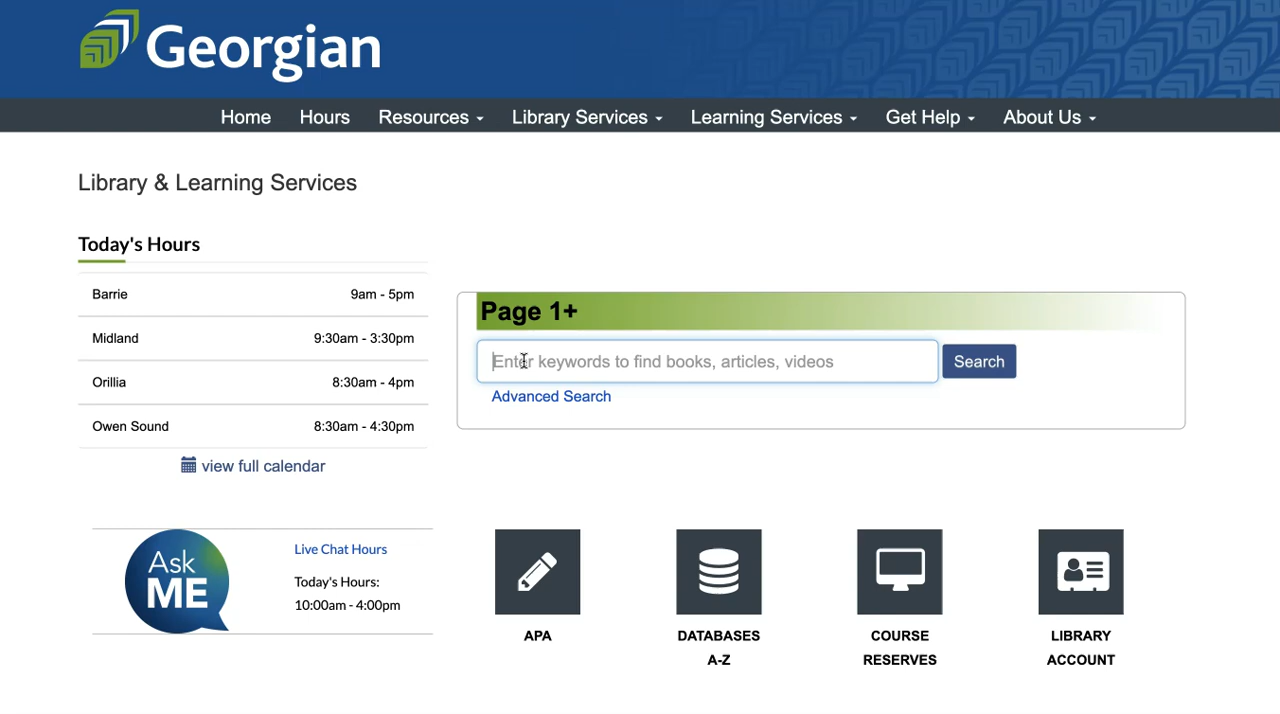 Georgian
Home Hours Resources Library Services Learning Services Get Help About Us
Library & Learning Services
Today's Hours
Barrie 9am - 5pm
Midland 9:30am - 3:30pm
Orillia 8:30am - 4pm
Owen Sound 8:30am - 4:30pm
view full calendar
Page 1+
Enter keywords to find books, articles, videos
Search
Advanced Search
Ask
ME
Live Chat Hours
Today's Hours:
10:00am - 4:00pm
APA
DATABASES
A-Z
COURSE
RESERVES
LIBRARY
ACCOUNT